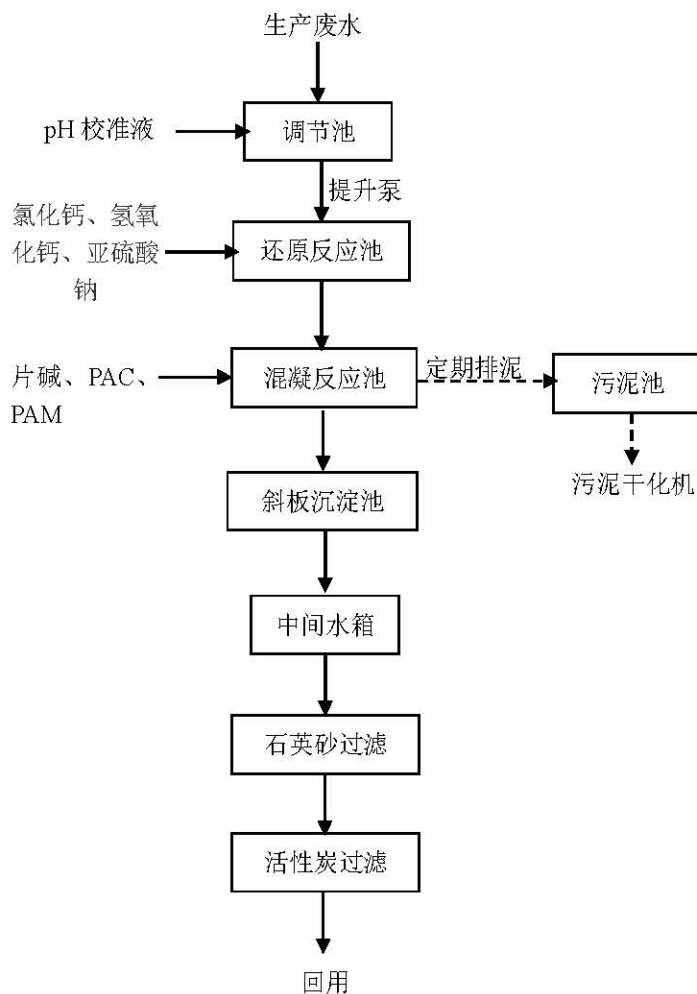 生产废水
pH 校准液
调节池
提升泵
氯化钙、氢氧
化钙、亚硫酸
钠
还原反应池
片碱、PAC、
PAM
混凝反应池
定期排泥
污泥池
污泥干化机
斜板沉淀池
中间水箱
石英砂过滤
活性炭过滤
回用